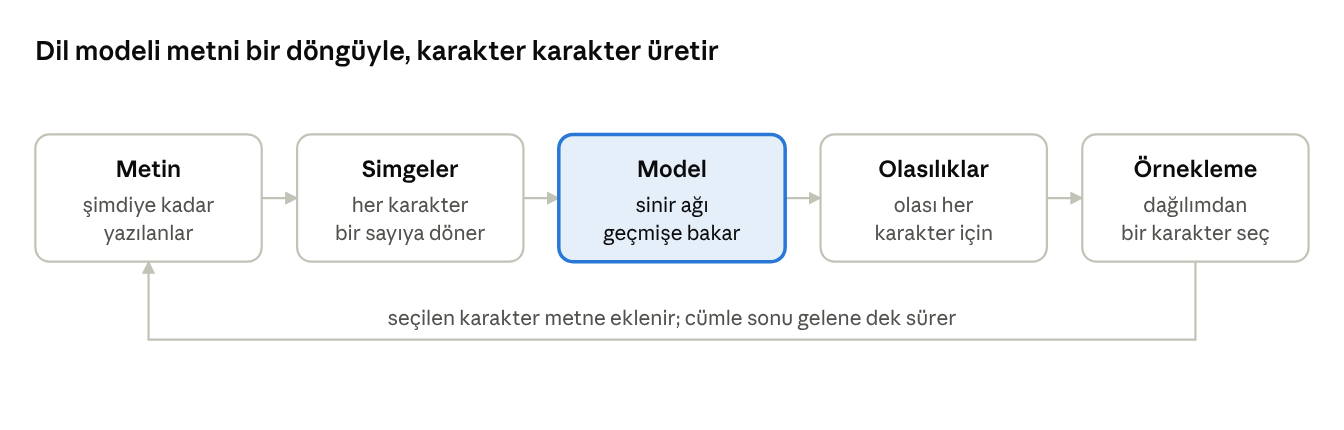 Dil modeli metni bir döngüyle, karakter karakter üretir
Metin
şimdiye kadar
yazılanlar
Simgeler
her karakter
bir sayıya döner
Model
sinir ağı
geçmişe bakar
Olasılıklar
olası her
karakter için
Örnekleme
dağılımdan
bir karakter seç
seçilen karakter metne eklenir; cümle sonu gelene dek sürer